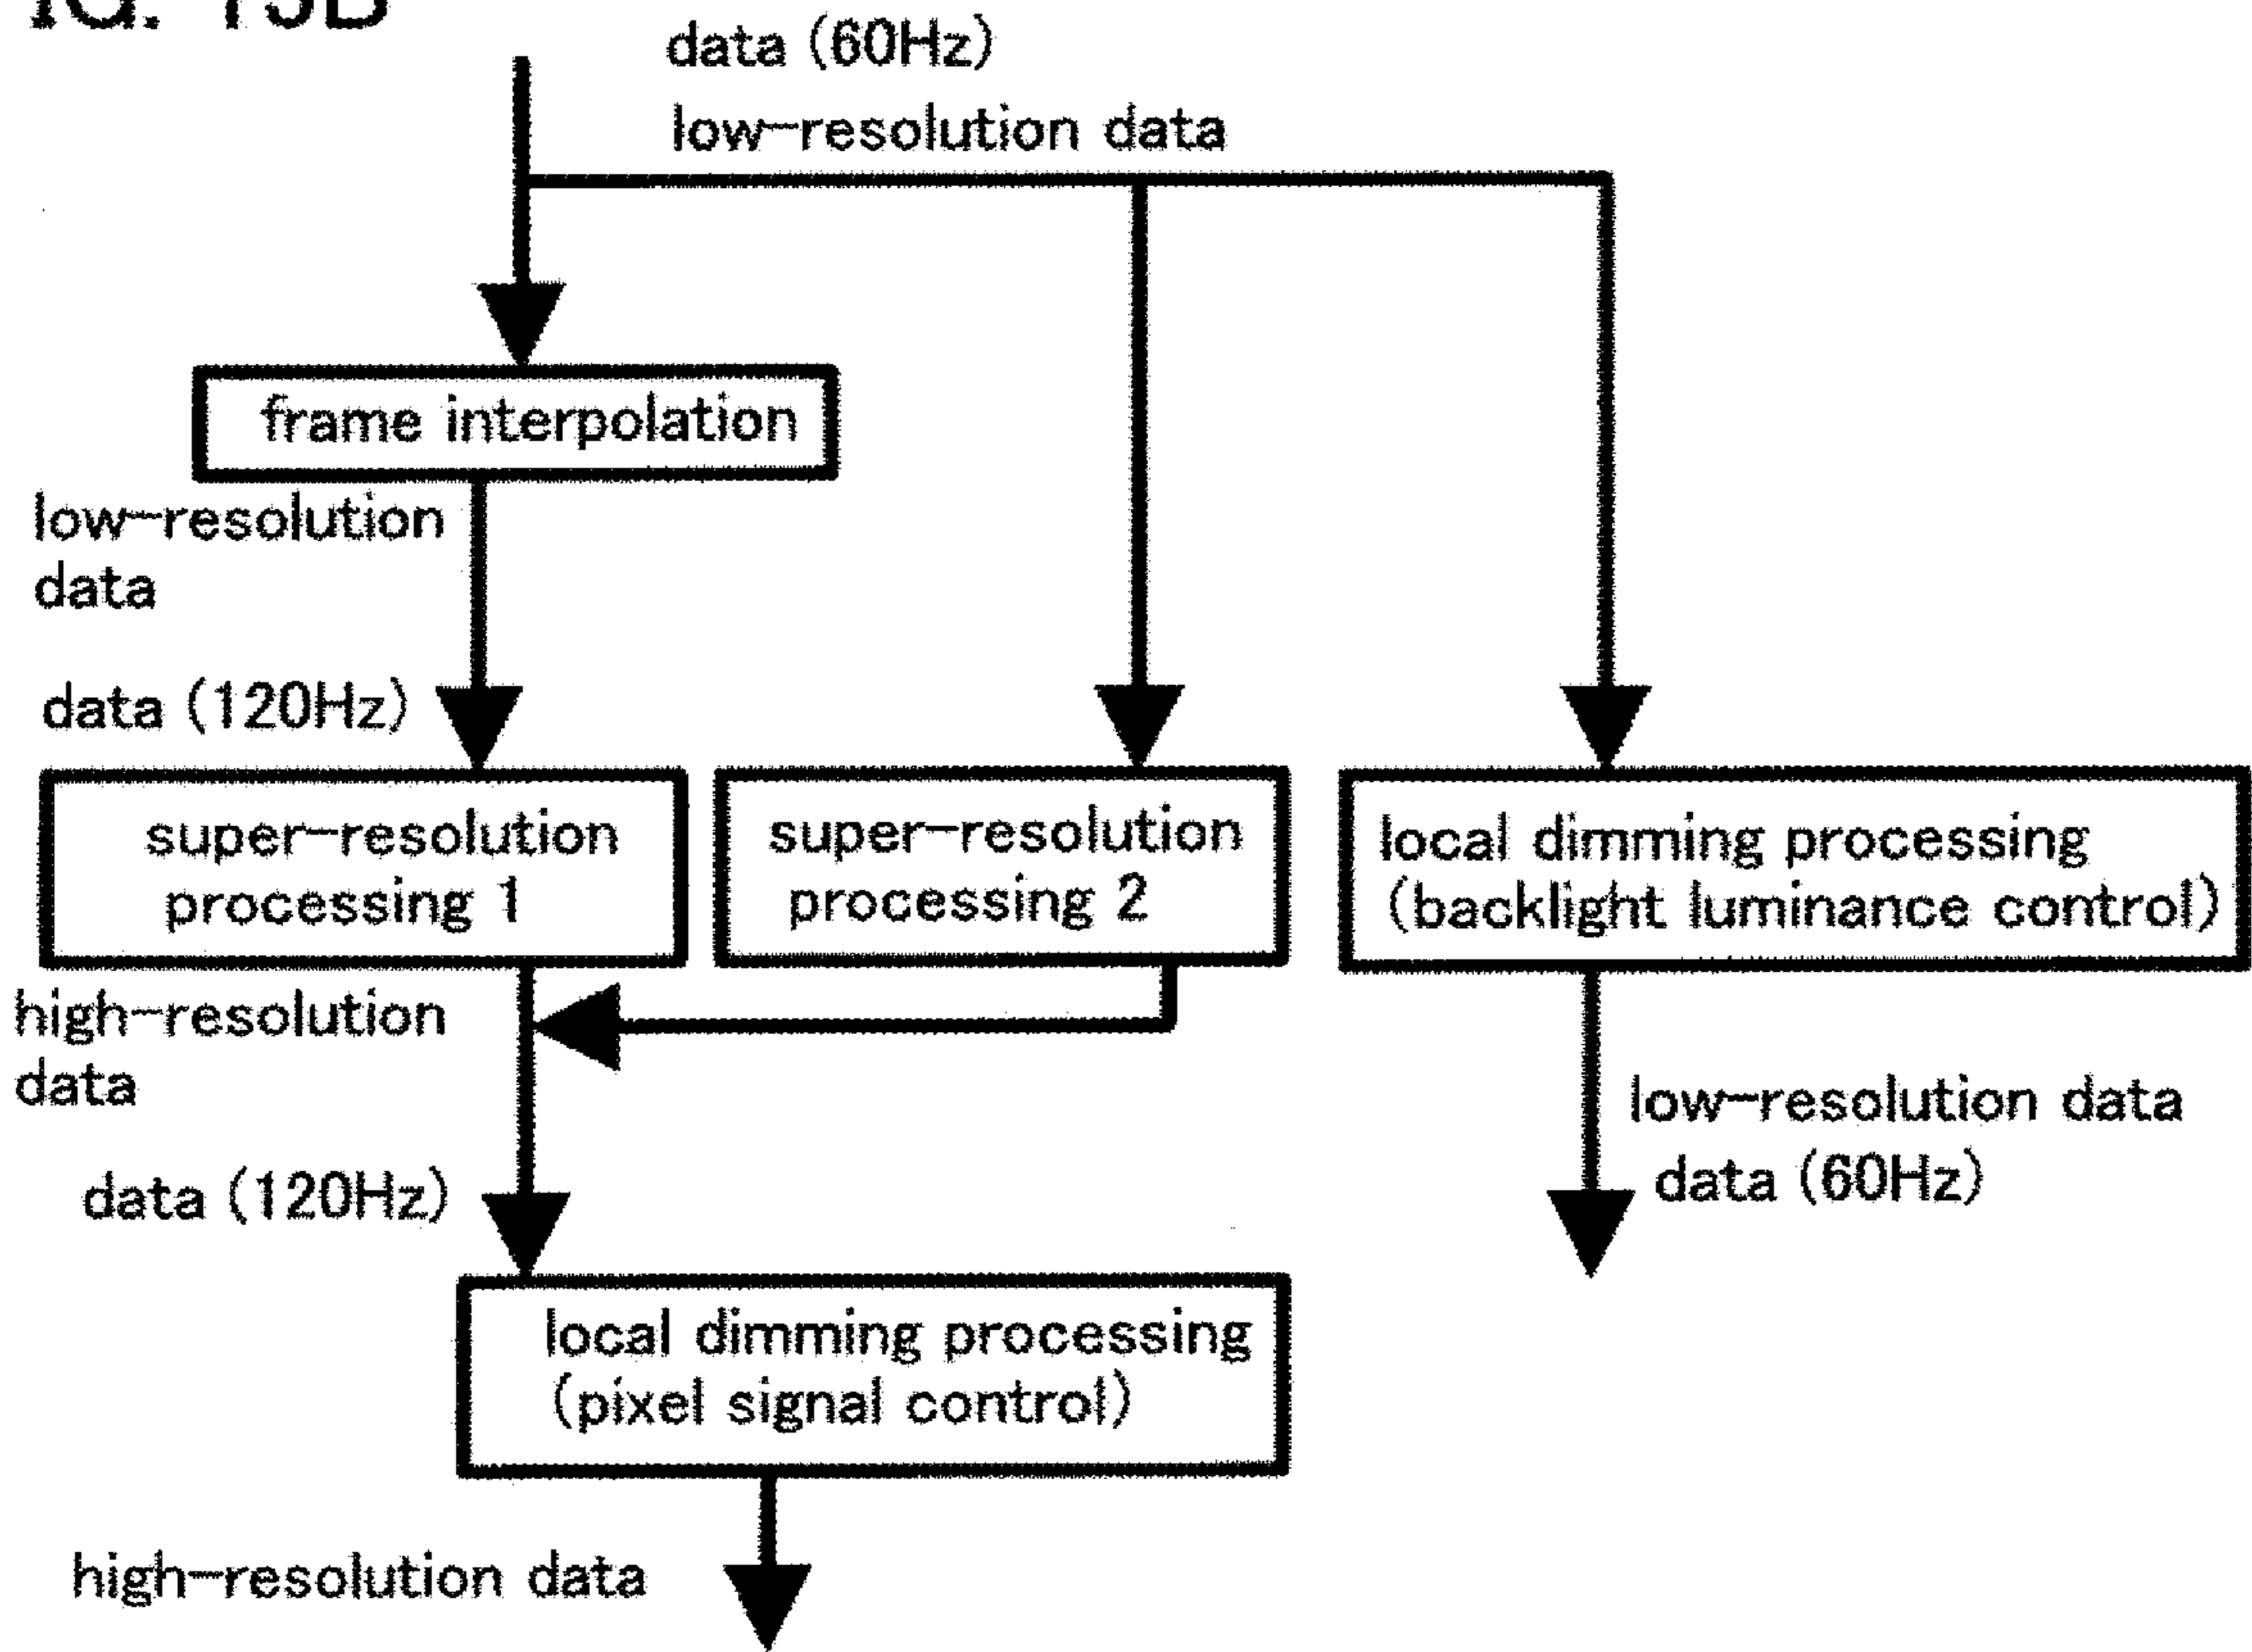 data (60Hz)
low-resolution data
frame interpolation
low-resolution
data
data (120Hz)
super-resolution
processing 1
super-resolution
processing 2
local dimming processing
(backlight luminance control)
high-resolution
data
data (120Hz)
low-resolution data
data (60Hz)
local dimming processing
(pixel signal control)
high-resolution data